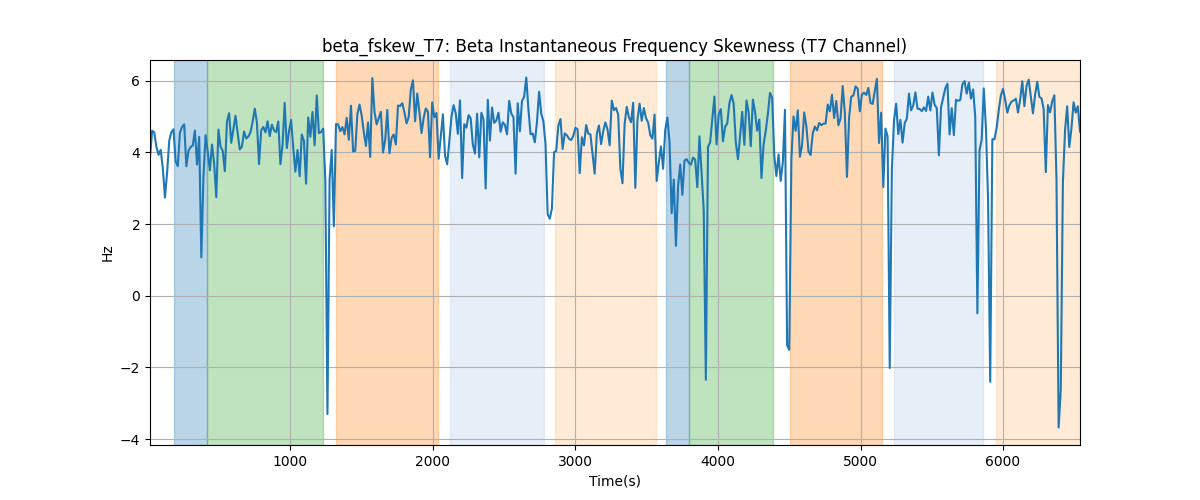 beta_fskew_T7: Beta Instantaneous Frequency Skewness (T7 Channel)
6
4
2
0
−2
−4
Hz
1000 2000 3000 4000 5000 6000
Time(s)